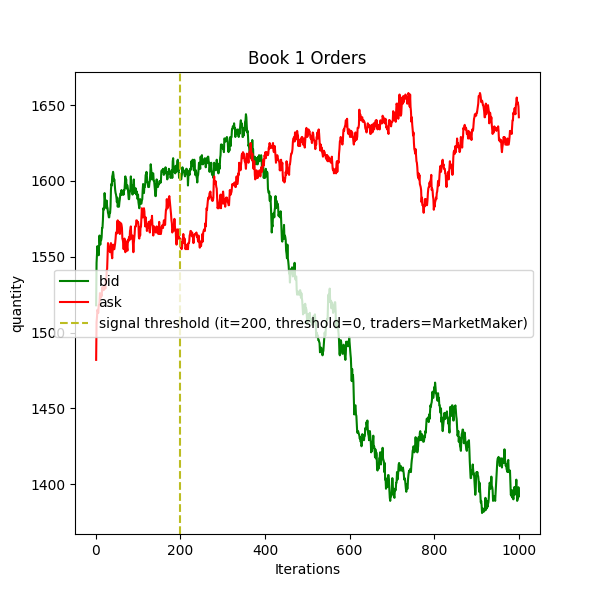 Book 1 Orders
quantity
1650
1600
1550
1500
1450
1400
bid
ask
signal threshold (it=200, threshold=0, traders=MarketMaker)
0 200 400 600 800 1000
Iterations